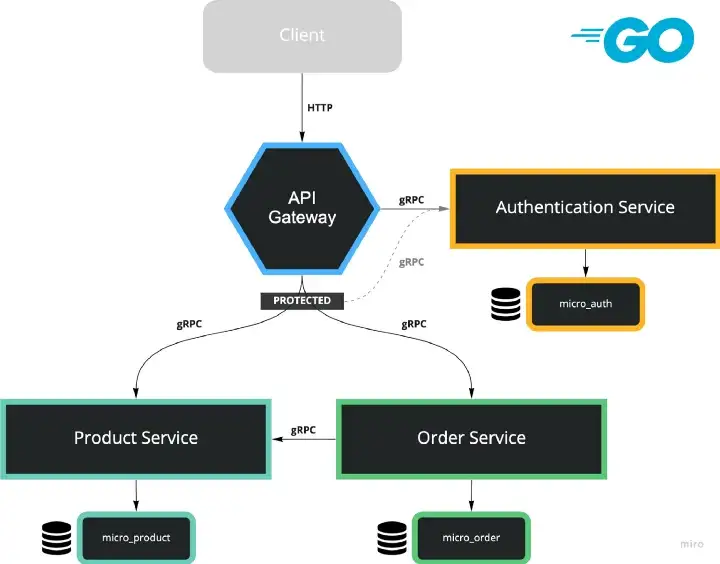 Client
GO
HTTP
API
Gateway
gRPC
Authentication Service
gRPC
PROTECTED
micro_auth
gRPC
gRPC
Product Service
gRPC
Order Service
micro_product
micro_order
miro